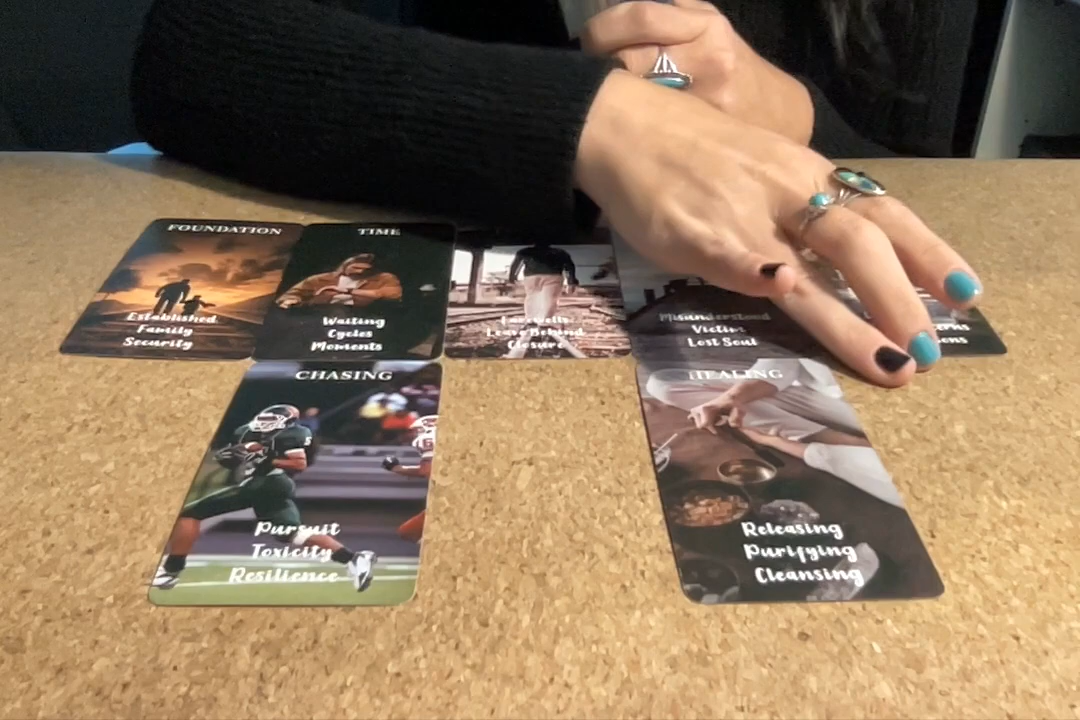 FOUNDATION
Established
Family
Security
TIME
Waiting
Cycles
Moments
Farewells
Leave Behind
Closure
Misunderstood
Victim
Lost Soul
CHASING
Pursuit
Toxicity
Resilience
HEALING
Releasing
Purifying
Cleansing